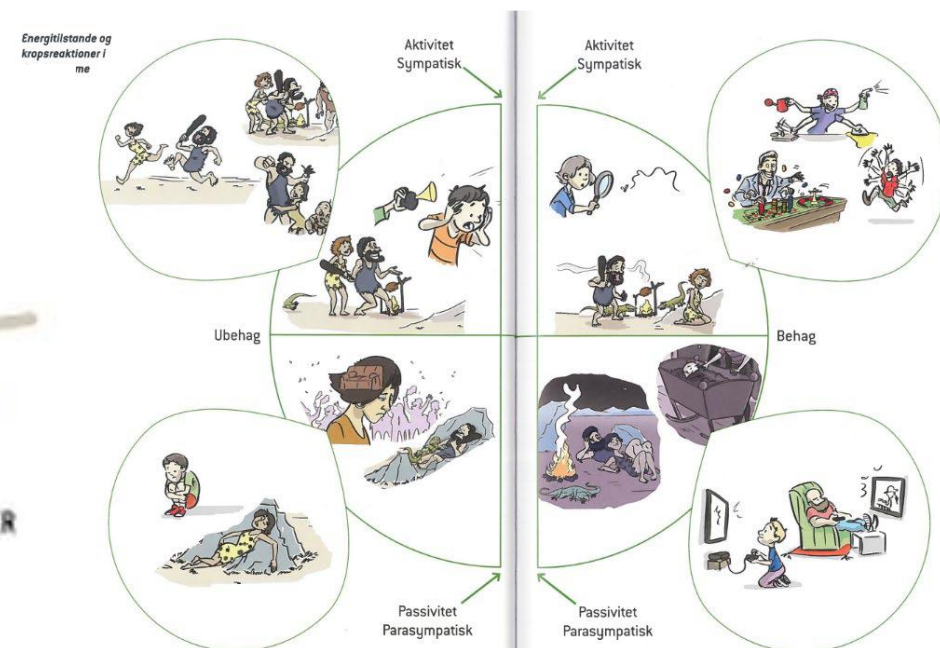 Energitilstande og
kropsreaktioner i
me
Aktivitet
Sympatisk
Aktivitet
Sympatisk
Ubehag
Behag
Passivitet
Parasympatisk
Passivitet
Parasympatisk
R